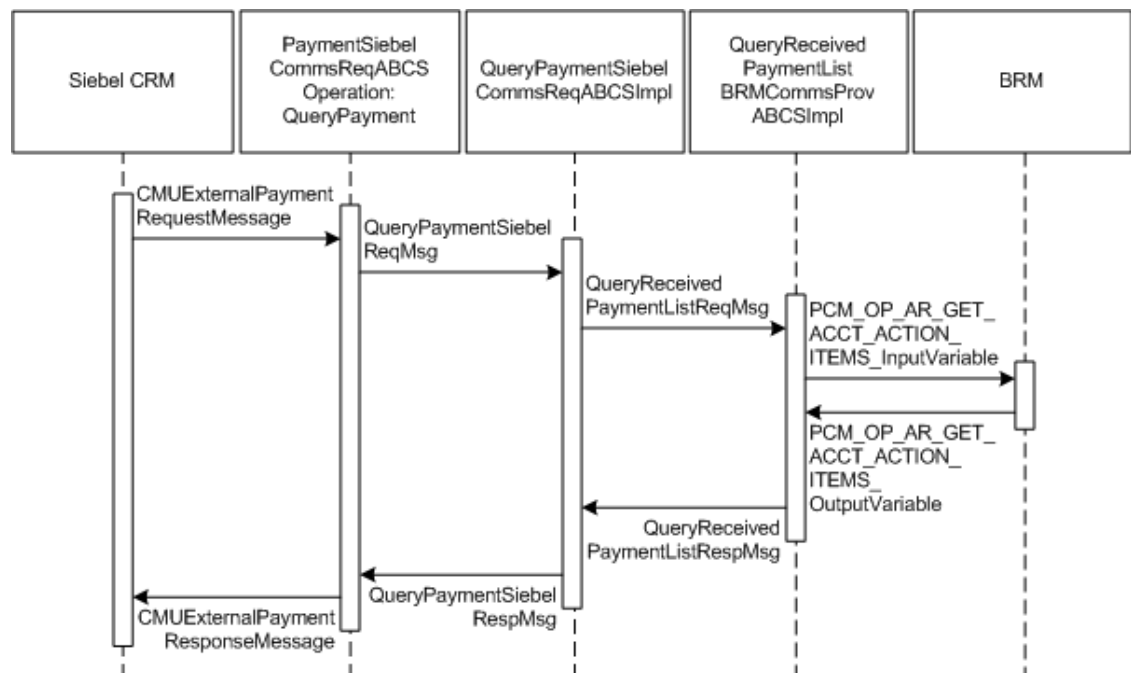 Siebel CRM
PaymentSiebel
CommsReqABCS
Operation:
QueryPayment
QueryPaymentSiebel
CommsReqABCSImpl
QueryReceived
PaymentList
BRMCommsProv
ABCSImpl
BRM
CMUExternalPayment
RequestMessage
QueryPaymentSiebel
ReqMsg
QueryReceived
PaymentListReqMsg
PCM_OP_AR_GET_
ACCT_ACTION_
ITEMS_InputVariable
PCM_OP_AR_GET_
ACCT_ACTION_
ITEMS_
OutputVariable
QueryReceived
PaymentListRespMsg
QueryPaymentSiebel
RespMsg
CMUExternalPayment
ResponseMessage